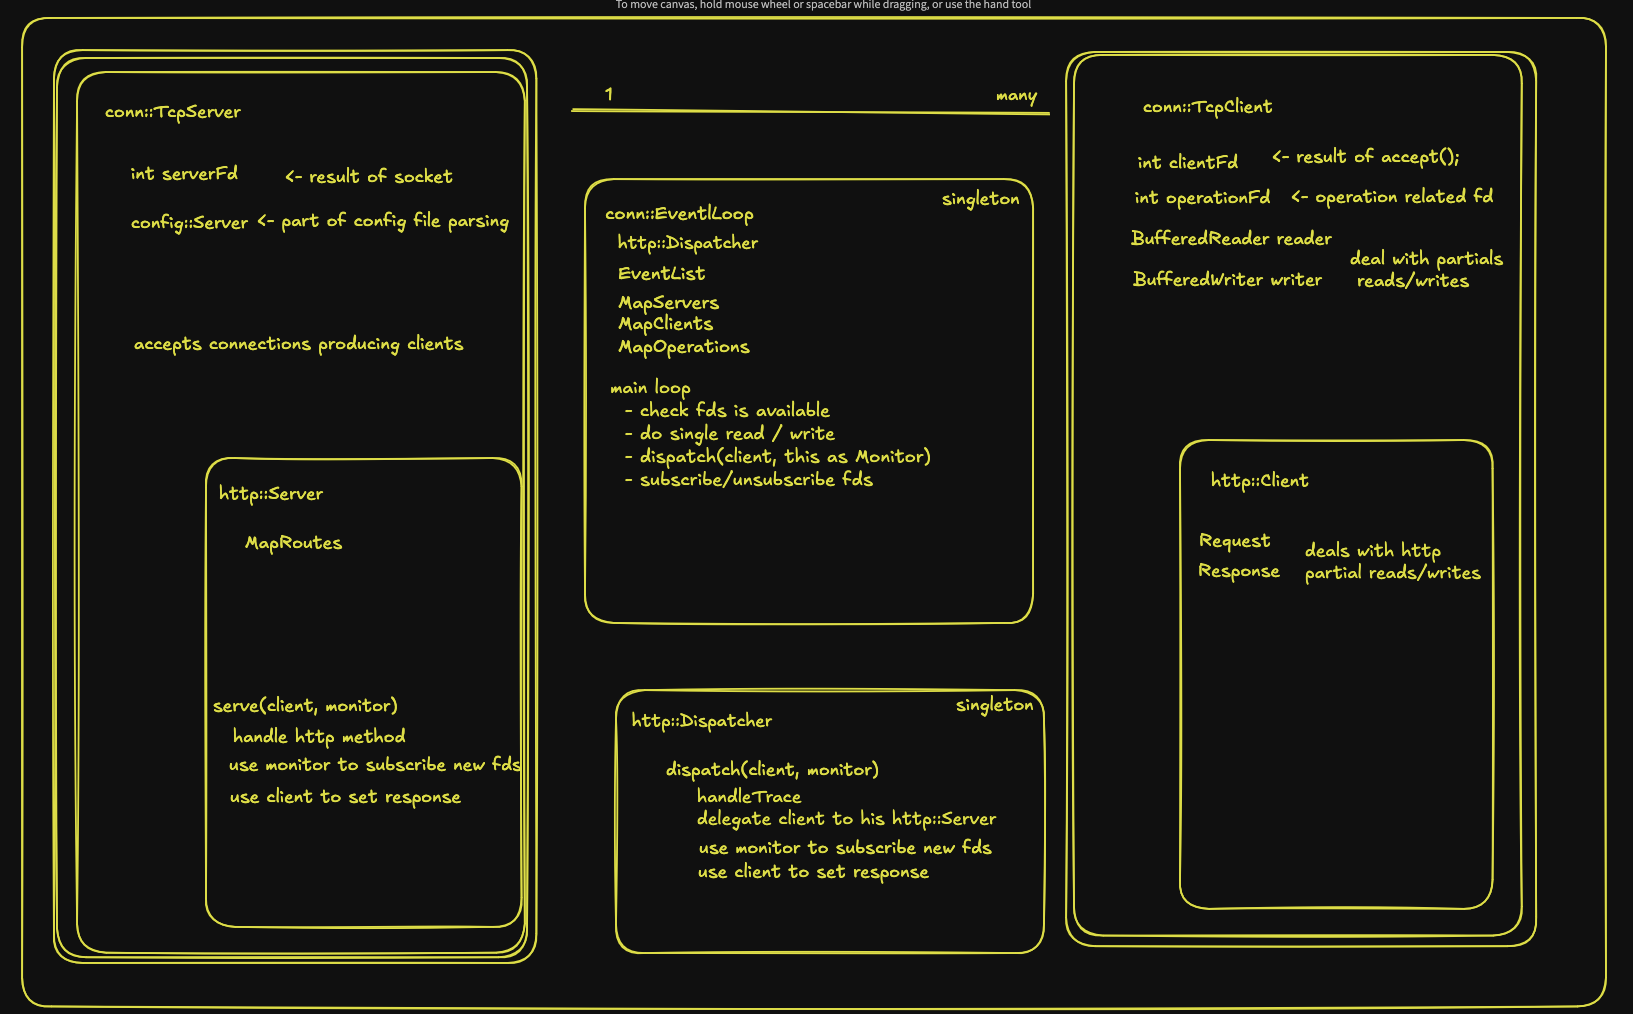 To move canvas, hold mouse wheel or spacebar while dragging, or use the hand tool
conn::TcpServer
int serverFd <- result of socket
config::Server <- part of config file parsing
accepts connections producing clients
http::Server
MapRoutes
serve(client, monitor)
handle http method
use monitor to subscribe new fds
use client to set response
1 many
singleton
conn::EventlLoop
http::Dispatcher
EventList
MapServers
MapClients
MapOperations
main loop
- check fds is available
- do single read / write
- dispatch(client, this as Monitor)
- subscribe/unsubscribe fds
singleton
http::Dispatcher
dispatch(client, monitor)
handleTrace
delegate client to his http::Server
use monitor to subscribe new fds
use client to set response
conn::TcpClient
int clientFd <- result of accept();
int operationFd <- operation related fd
BufferedReader reader
BufferedWriter writer
deal with partials
reads/writes
http::Client
Request
Response
deals with http
partial reads/writes